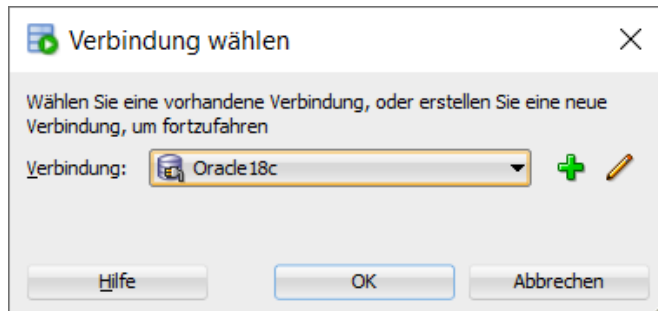 Verbindung wählen
Wählen Sie eine vorhandene Verbindung, oder erstellen Sie eine neue
Verbindung, um fortzufahren
Verbindung: Oracle18c
Hilfe OK Abbrechen